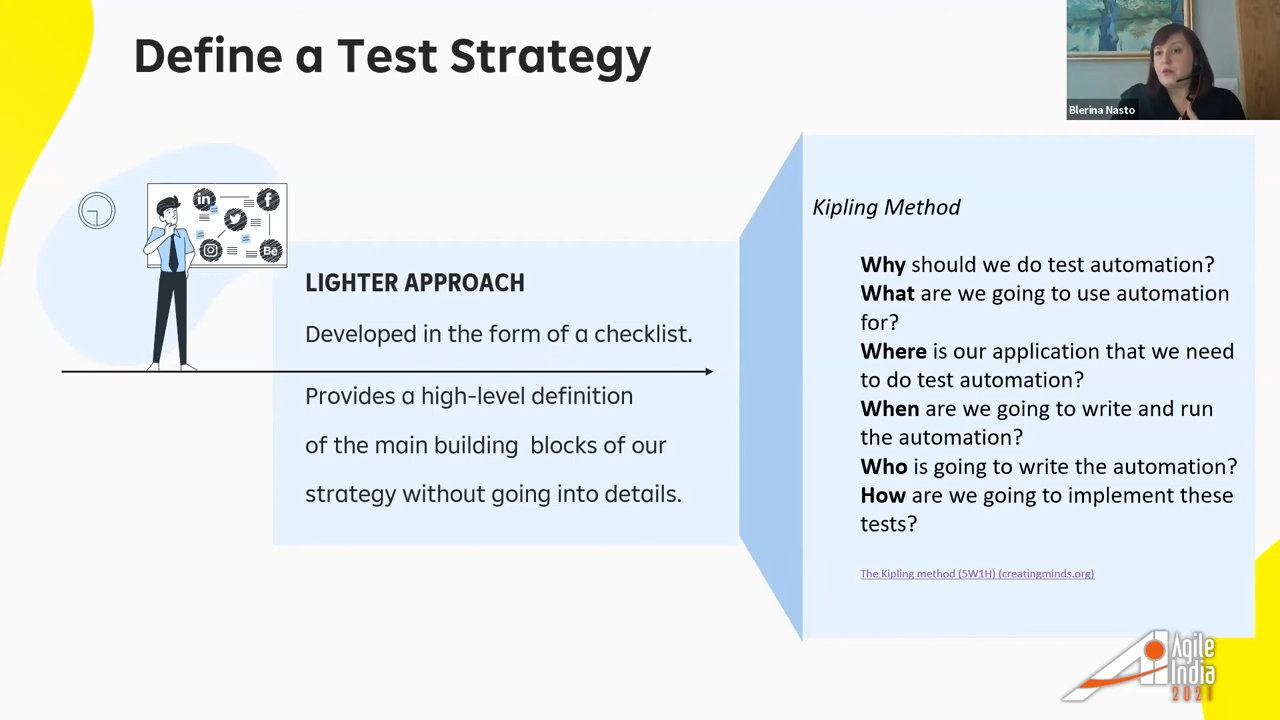 Define a Test Strategy
Blerina Nasto
in
f
Be
LIGHTER APPROACH
Developed in the form of a checklist.
Provides a high-level definition
of the main building  blocks of our
strategy without going into details.
Kipling Method
Why should we do test automation?
What are we going to use automation
for?
Where is our application that we need
to do test automation?
When are we going to write and run
the automation?
Who is going to write the automation?
How are we going to implement these
tests?
The Kipling method (5W1H) (creatingminds.org)
Agile
India
2021